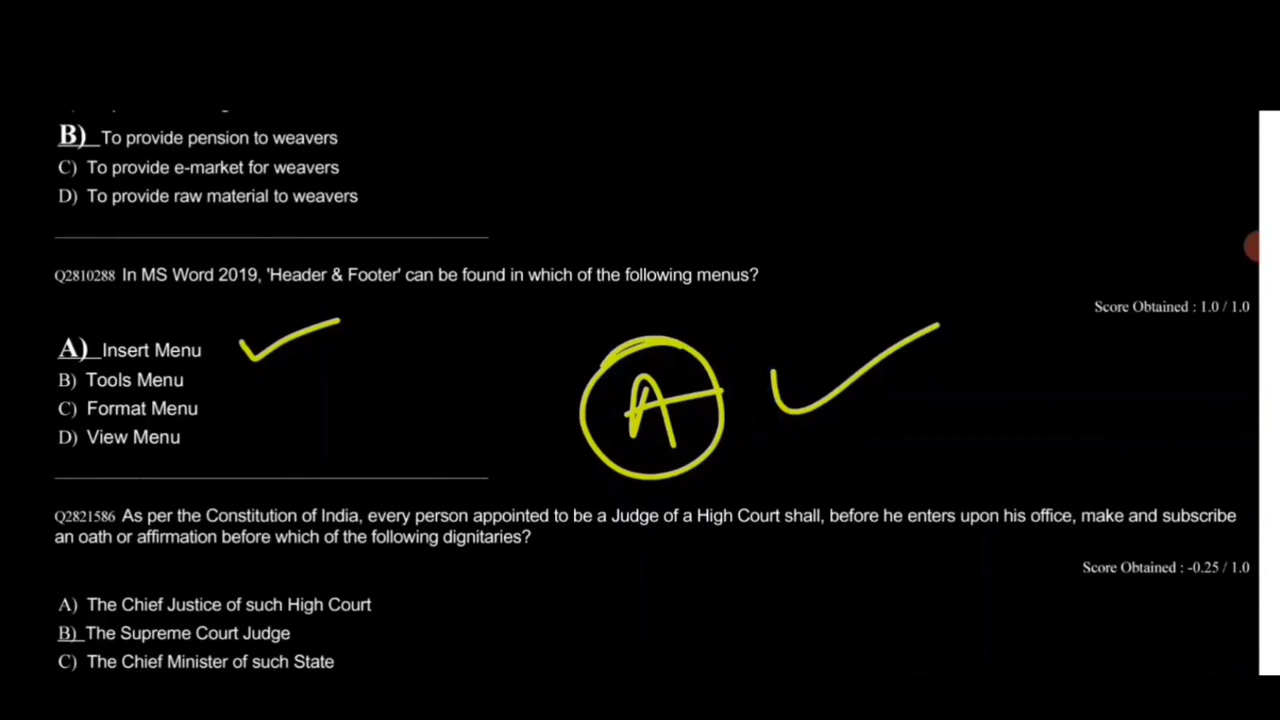 B) To provide pension to weavers
C) To provide e-market for weavers
D) To provide raw material to weavers
Q2810288 In MS Word 2019, 'Header & Footer' can be found in which of the following menus?
Score Obtained : 1.0 / 1.0
A) Insert Menu
B) Tools Menu
C) Format Menu
D) View Menu
A
Q2821586 As per the Constitution of India, every person appointed to be a Judge of a High Court shall, before he enters upon his office, make and subscribe
an oath or affirmation before which of the following dignitaries?
Score Obtained : -0.25 / 1.0
A) The Chief Justice of such High Court
B) The Supreme Court Judge
C) The Chief Minister of such State